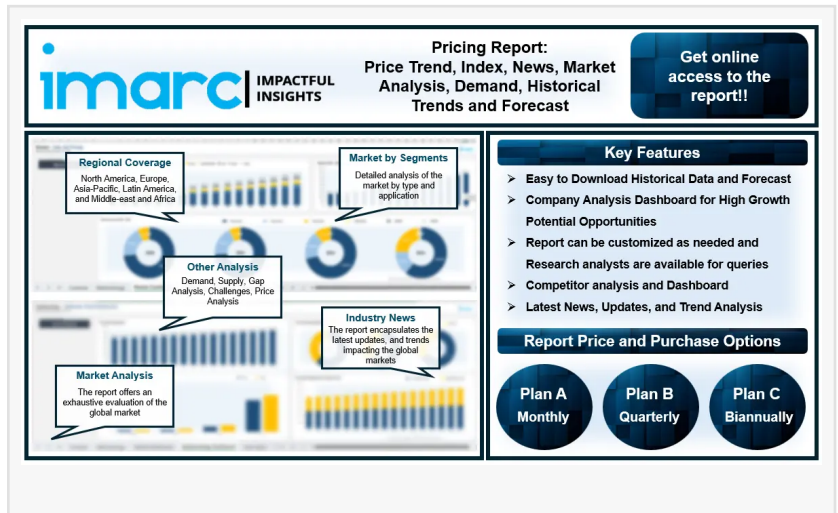 imarc
IMPACTFUL
INSIGHTS
Pricing Report:
Price Trend, Index, News, Market
Analysis, Demand, Historical
Trends and Forecast
Get online
access to the
report!!
Regional Coverage
North America, Europe,
Asia-Pacific, Latin America,
and Middle-east and Africa
Market by Segments
Detailed analysis of the
market by type and
application
Other Analysis
Demand, Supply, Gap
Analysis, Challenges, Price
Analysis
Industry News
The report encapsulates the
latest updates, and trends
impacting the global
markets
Market Analysis
The report offers an
exhaustive evaluation of the
global market
Key Features
➢ Easy to Download Historical Data and Forecast
➢ Company Analysis Dashboard for High Growth
Potential Opportunities
➢ Report can be customized as needed and
Research analysts are available for queries
➢ Competitor analysis and Dashboard
➢ Latest News, Updates, and Trend Analysis
Report Price and Purchase Options
Plan A
Monthly
Plan B
Quarterly
Plan C
Biannually